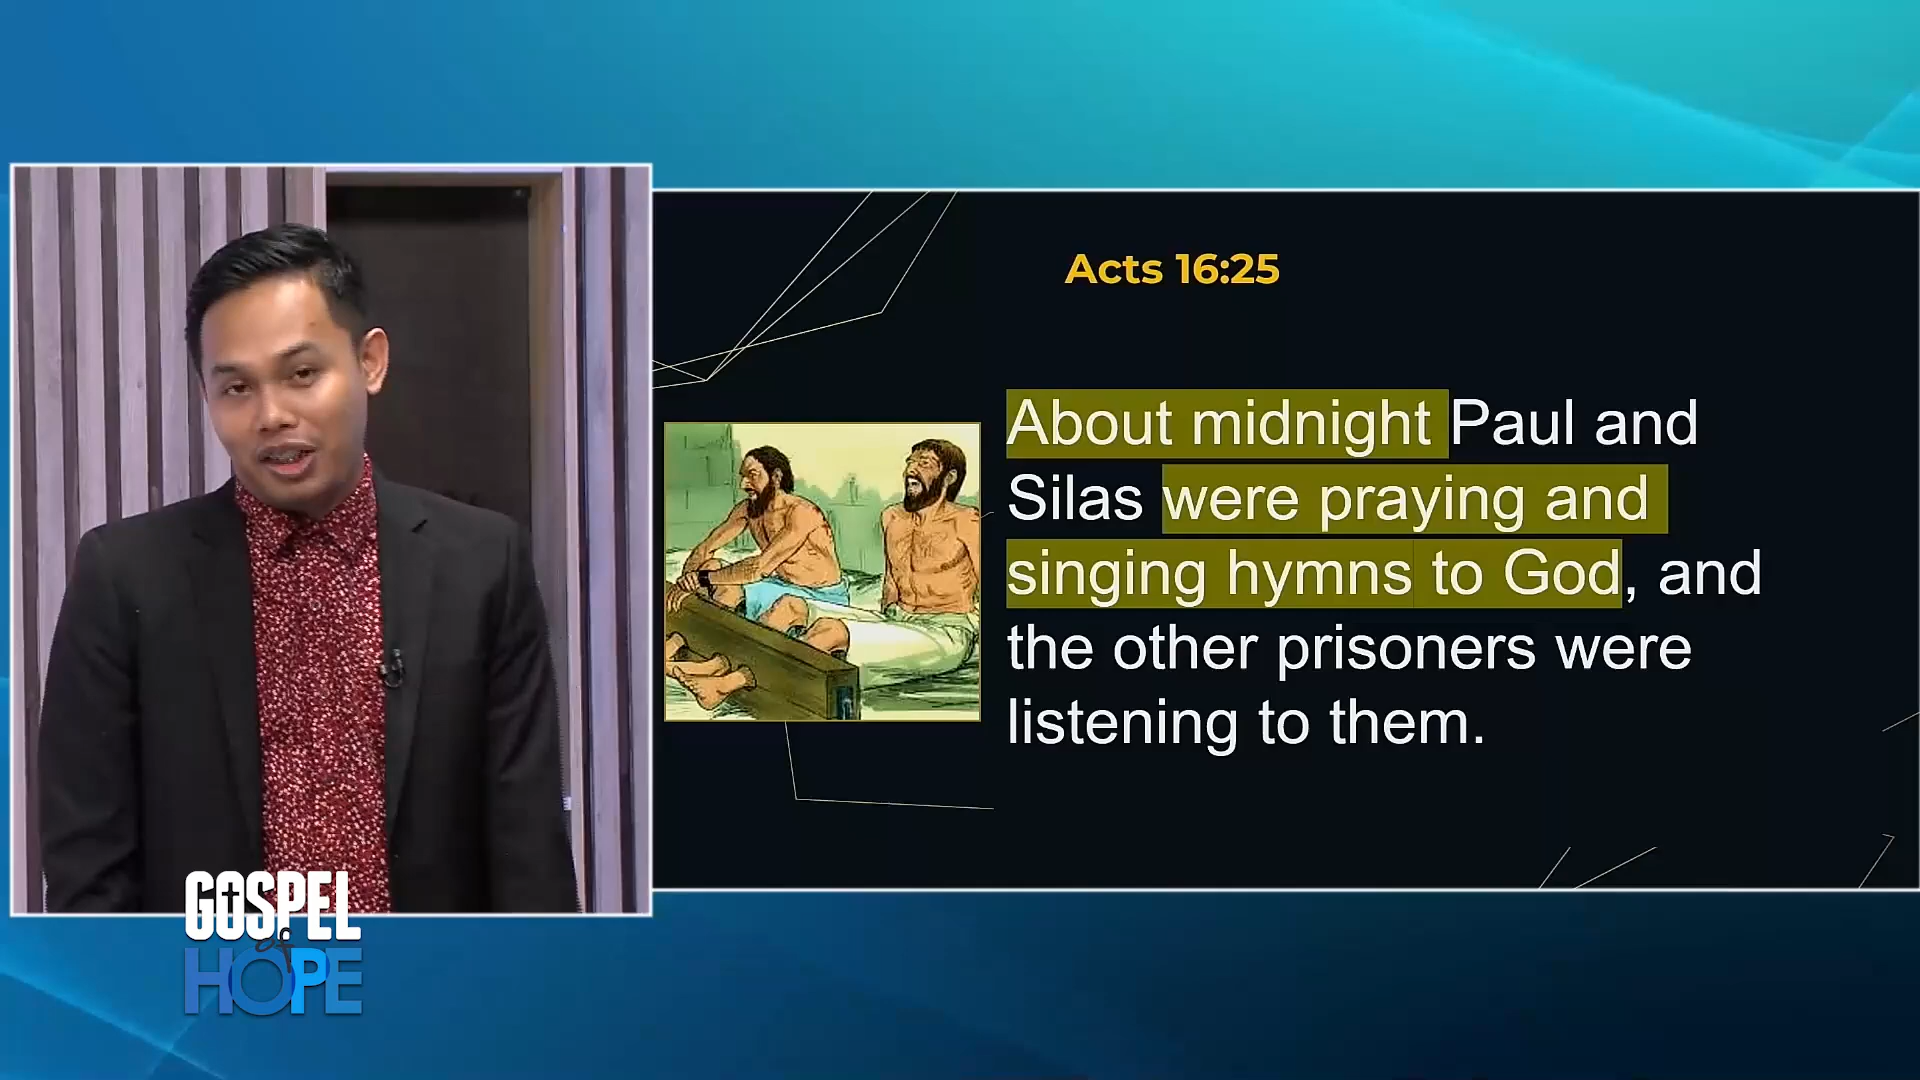 Acts 16:25
About midnight Paul and
Silas were praying and
singing hymns to God, and
the other prisoners were
listening to them.
GOSPEL
of
HOPE